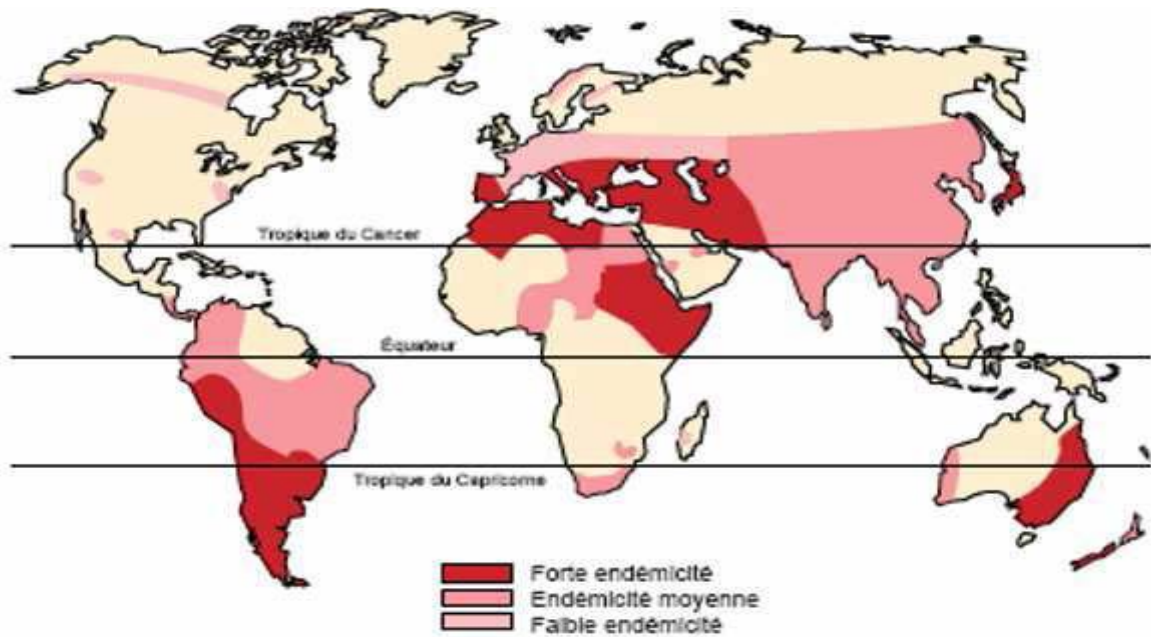 Tropique du Cancer
Équateur
Tropique du Capricorne
Forte endémicité
Endémicité moyenne
Faible endémicité